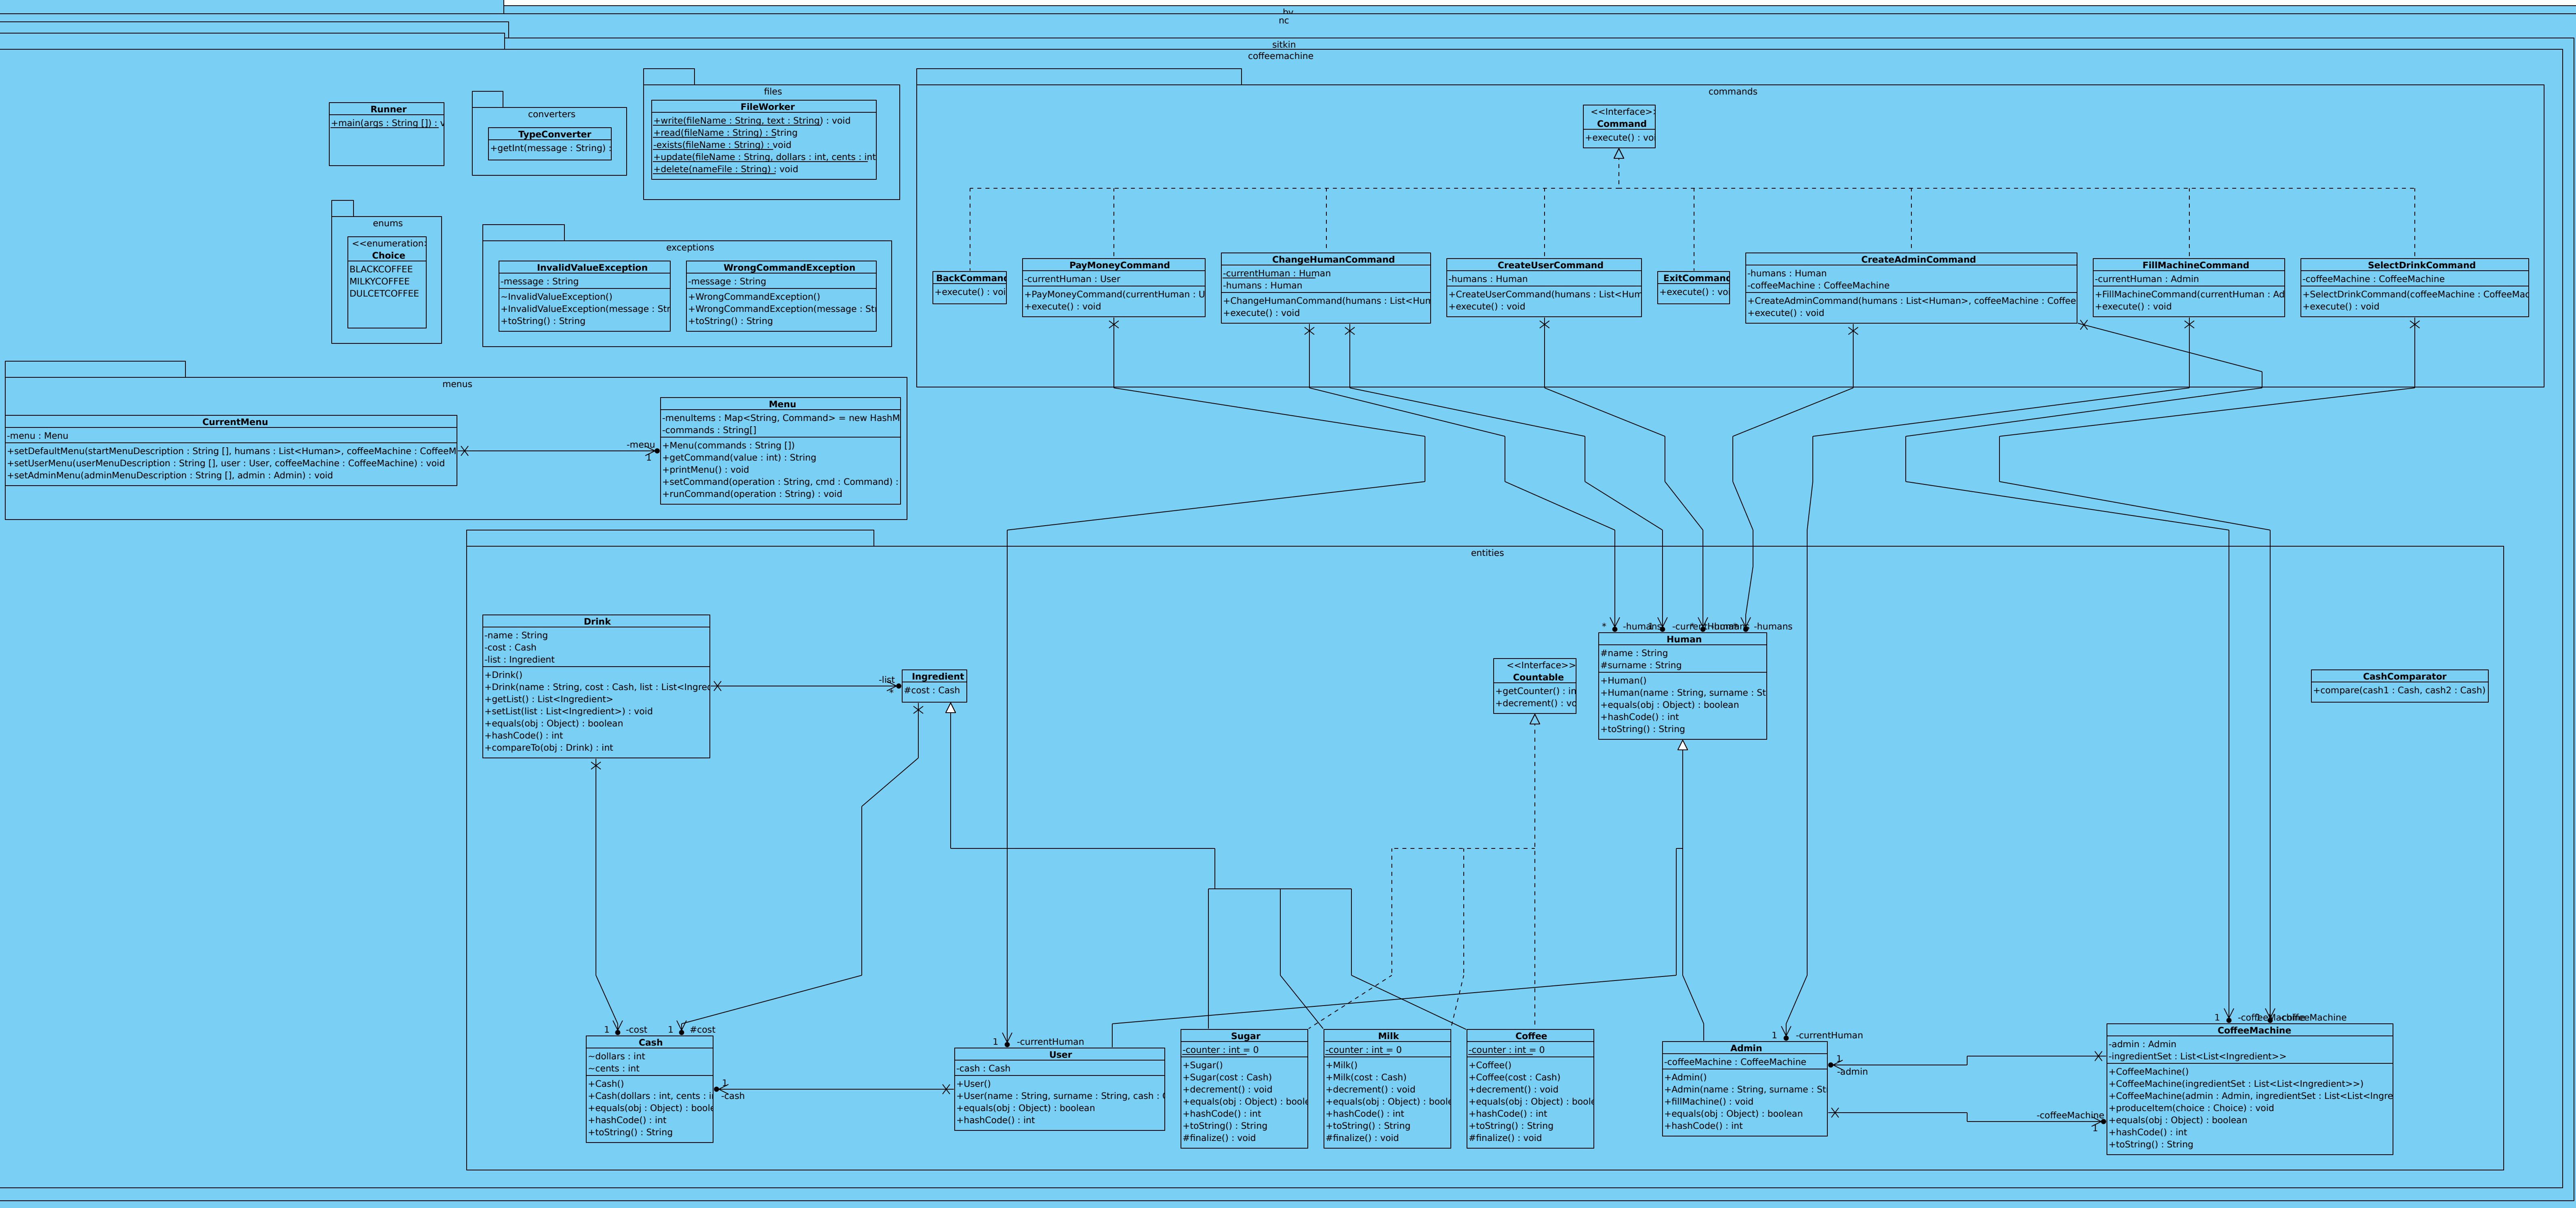 by
nc
sitkin
coffeemachine
Runner
+main(args : String []) : v
converters
TypeConverter
+getInt(message : String) :
files
FileWorker
+write(fileName : String, text : String) : void
+read(fileName : String) : String
-exists(fileName : String) : void
+update(fileName : String, dollars : int, cents : int
+delete(nameFile : String) : void
enums
<<enumeration>
Choice
BLACKCOFFEE
MILKYCOFFEE
DULCETCOFFEE
exceptions
InvalidValueException
-message : String
~InvalidValueException()
+InvalidValueException(message : Str
+toString() : String
WrongCommandException
-message : String
+WrongCommandException()
+WrongCommandException(message : Str
+toString() : String
commands
<<Interface>>
Command
+execute() : voi
BackCommand
+execute() : voi
PayMoneyCommand
-currentHuman : User
+PayMoneyCommand(currentHuman : U
+execute() : void
ChangeHumanCommand
-currentHuman : Human
-humans : Human
+ChangeHumanCommand(humans : List<Hum
+execute() : void
CreateUserCommand
-humans : Human
+CreateUserCommand(humans : List<Hum
+execute() : void
ExitCommand
+execute() : voi
CreateAdminCommand
-humans : Human
-coffeeMachine : CoffeeMachine
+CreateAdminCommand(humans : List<Human>, coffeeMachine : Coffee
+execute() : void
FillMachineCommand
-currentHuman : Admin
+FillMachineCommand(currentHuman : Ad
+execute() : void
SelectDrinkCommand
-coffeeMachine : CoffeeMachine
+SelectDrinkCommand(coffeeMachine : CoffeeMac
+execute() : void
menus
CurrentMenu
-menu : Menu
+setDefaultMenu(startMenuDescription : String [], humans : List<Human>, coffeeMachine : CoffeeM
+setUserMenu(userMenuDescription : String [], user : User, coffeeMachine : CoffeeMachine) : void
+setAdminMenu(adminMenuDescription : String [], admin : Admin) : void
-menu
1
Menu
-menuItems : Map<String, Command> = new HashM
-commands : String[]
+Menu(commands : String [])
+getCommand(value : int) : String
+printMenu() : void
+setCommand(operation : String, cmd : Command) :
+runCommand(operation : String) : void
entities
Drink
-name : String
-cost : Cash
-list : Ingredient
+Drink()
+Drink(name : String, cost : Cash, list : List<Ingred
+getList() : List<Ingredient>
+setList(list : List<Ingredient>) : void
+equals(obj : Object) : boolean
+hashCode() : int
+compareTo(obj : Drink) : int
-list
*
Ingredient
#cost : Cash
<<Interface>>
Countable
+getCounter() : in
+decrement() : vo
* -humans
1 -currentHuman
* -humans
* -humans
Human
#name : String
#surname : String
+Human()
+Human(name : String, surname : St
+equals(obj : Object) : boolean
+hashCode() : int
+toString() : String
CashComparator
+compare(cash1 : Cash, cash2 : Cash)
1 -cost
1 #cost
Cash
~dollars : int
~cents : int
+Cash()
+Cash(dollars : int, cents : in
+equals(obj : Object) : boole
+hashCode() : int
+toString() : String
1
-cash
1 -currentHuman
User
-cash : Cash
+User()
+User(name : String, surname : String, cash : C
+equals(obj : Object) : boolean
+hashCode() : int
Sugar
-counter : int = 0
+Sugar()
+Sugar(cost : Cash)
+decrement() : void
+equals(obj : Object) : boole
+hashCode() : int
+toString() : String
#finalize() : void
Milk
-counter : int = 0
+Milk()
+Milk(cost : Cash)
+decrement() : void
+equals(obj : Object) : boole
+hashCode() : int
+toString() : String
#finalize() : void
Coffee
-counter : int = 0
+Coffee()
+Coffee(cost : Cash)
+decrement() : void
+equals(obj : Object) : boole
+hashCode() : int
+toString() : String
#finalize() : void
1 -currentHuman
Admin
-coffeeMachine : CoffeeMachine
+Admin()
+Admin(name : String, surname : St
+fillMachine() : void
+equals(obj : Object) : boolean
+hashCode() : int
1
-admin
-coffeeMachine
1
1 -coffeeMachine
1 -coffeeMachine
CoffeeMachine
-admin : Admin
-ingredientSet : List<List<Ingredient>>
+CoffeeMachine()
+CoffeeMachine(ingredientSet : List<List<Ingredient>>)
+CoffeeMachine(admin : Admin, ingredientSet : List<List<Ingre
+produceItem(choice : Choice) : void
+equals(obj : Object) : boolean
+hashCode() : int
+toString() : String